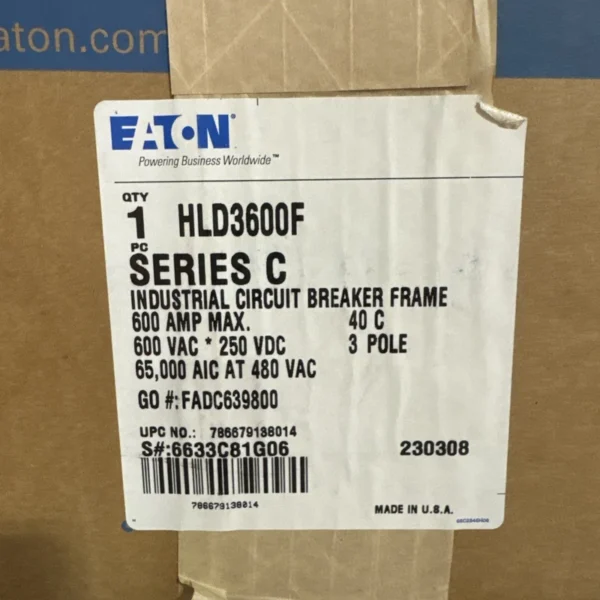 aton.com
EATON
Powering Business Worldwide™
QTY
1 HLD3600F
PC
SERIES C
INDUSTRIAL CIRCUIT BREAKER FRAME
600 AMP MAX. 40 C
600 VAC * 250 VDC 3 POLE
65,000 AIC AT 480 VAC
GO #:FADC639800
UPC NO.: 786679138014
S#:6633C81G06 230308
786679138014
MADE IN U.S.A.